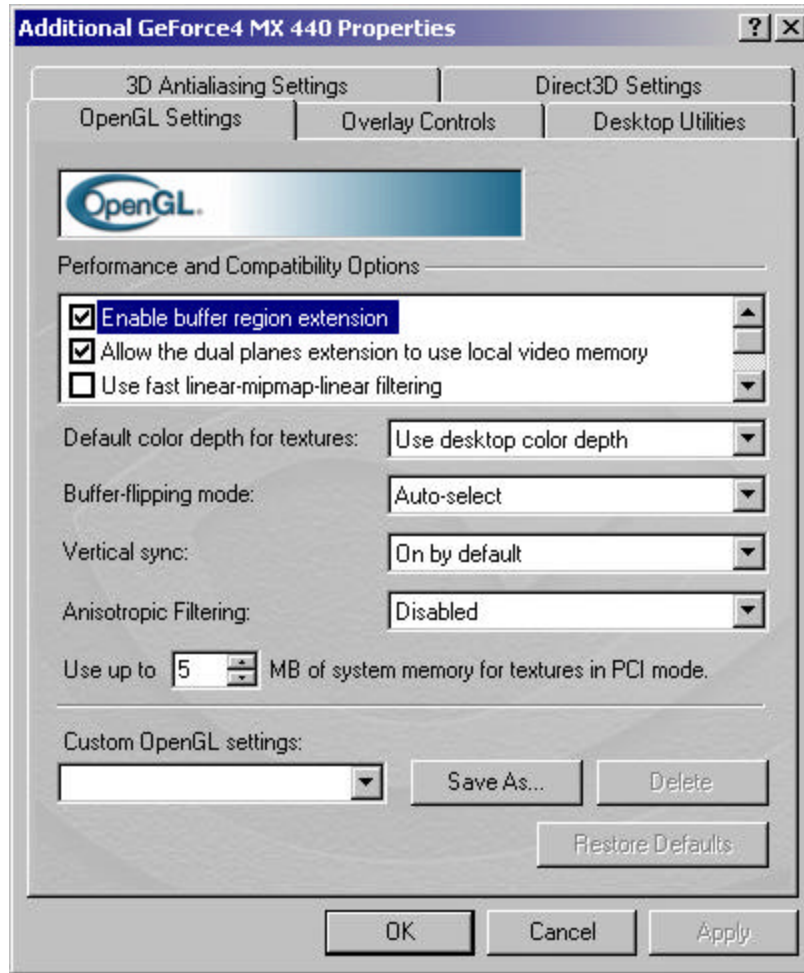 Additional GeForce4 MX 440 Properties
3D Antialiasing Settings
Direct3D Settings
OpenGL Settings
Overlay Controls
Desktop Utilities
OpenGL.
Performance and Compatibility Options
Enable buffer region extension
Allow the dual planes extension to use local video memory
Use fast linear-mipmap-linear filtering
Default color depth for textures: Use desktop color depth
Buffer-flipping mode: Auto-select
Vertical sync: On by default
Anisotropic Filtering: Disabled
Use up to 5 MB of system memory for textures in PCI mode.
Custom OpenGL settings:
Save As... Delete
Restore Defaults
OK Cancel Apply